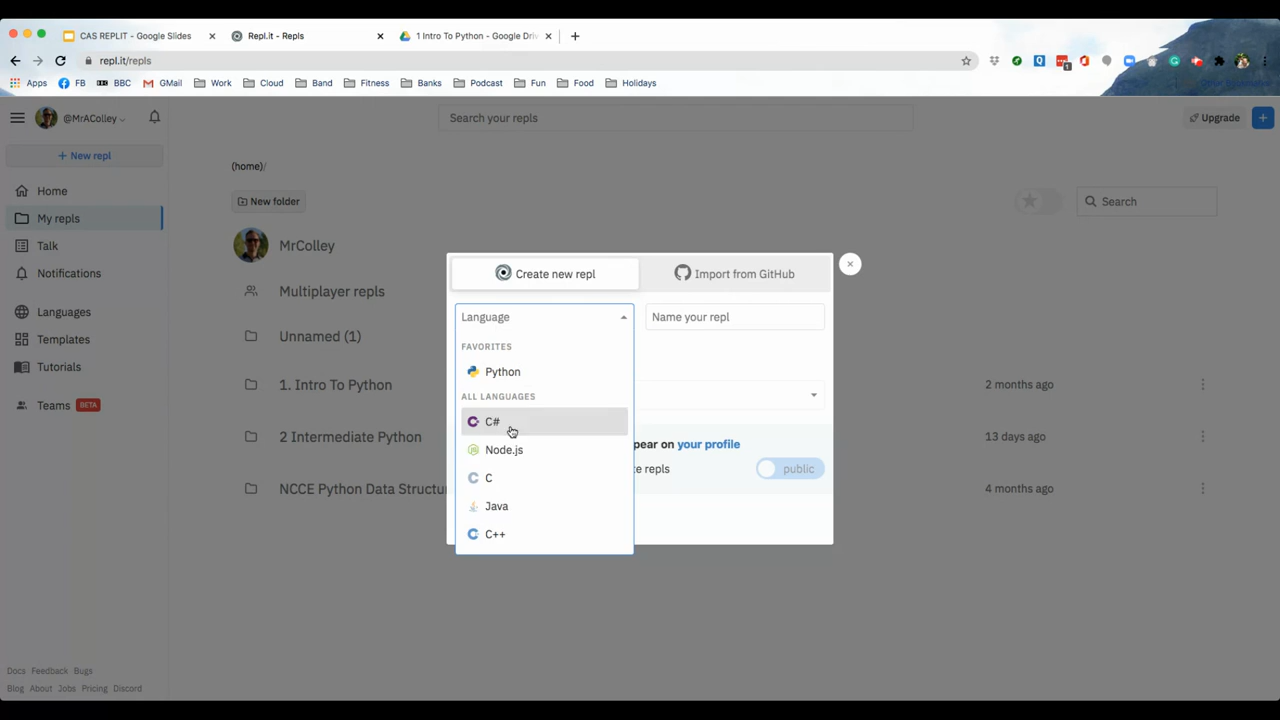 CAS REPLIT - Google Slides
Repl.it - Repls
1 Intro To Python - Google Driv
repl.it/repls
Apps FB BBC GMail Work Cloud Band Fitness Banks Podcast Fun Food Holidays
@MrAColley
Search your repls
Upgrade
+ New repl
(home)/
Home
New folder
Search
My repls
MrColley
Talk
Notifications
Create new repl
Import from GitHub
Multiplayer repls
Language
Name your repl
Languages
Unnamed (1)
Templates
FAVORITES
Tutorials
Python
1. Intro To Python
2 months ago
ALL LANGUAGES
Teams BETA
C#
2 Intermediate Python
13 days ago
pear on your profile
Node.js
te repls
public
C
NCCE Python Data Structur
4 months ago
Java
C++
Docs Feedback Bugs
Blog About Jobs Pricing Discord